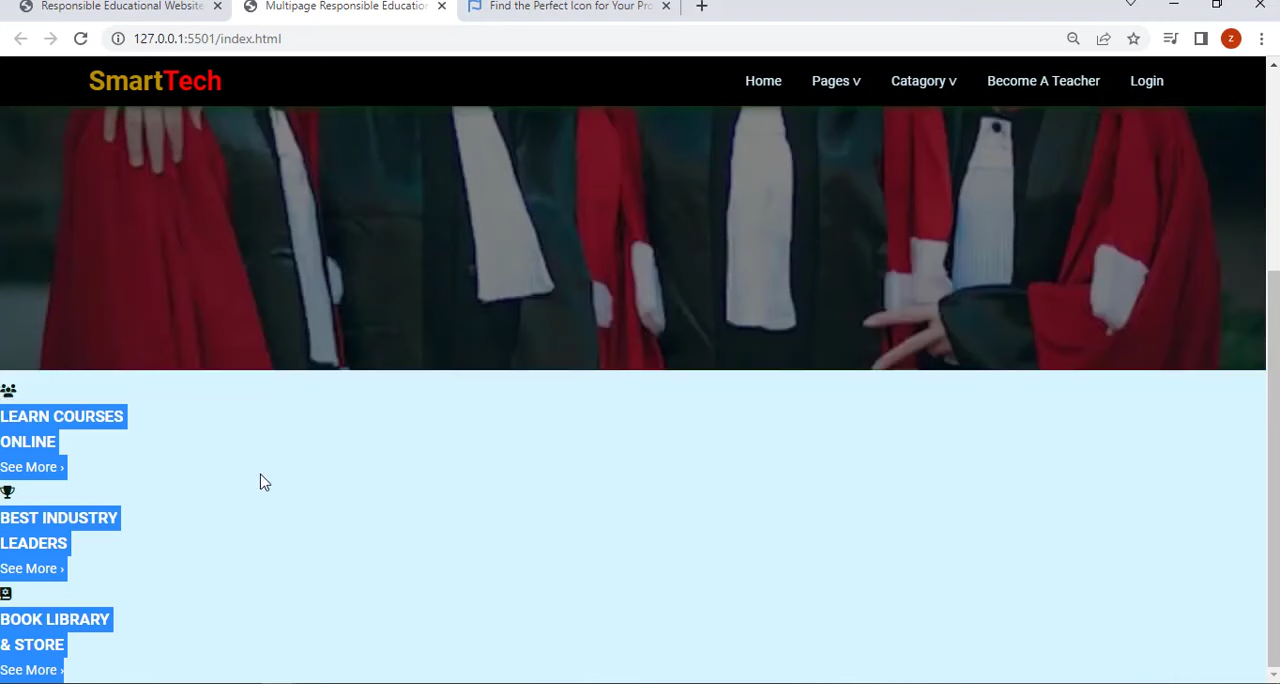 Responsible Educational Website
Multipage Responsible Education
Find the Perfect Icon for Your Pro
127.0.0.1:5501/index.html
z
SmartTech
Home
Pages v
Catagory v
Become A Teacher
Login
LEARN COURSES
ONLINE
See More ›
BEST INDUSTRY
LEADERS
See More ›
BOOK LIBRARY
& STORE
See More ›